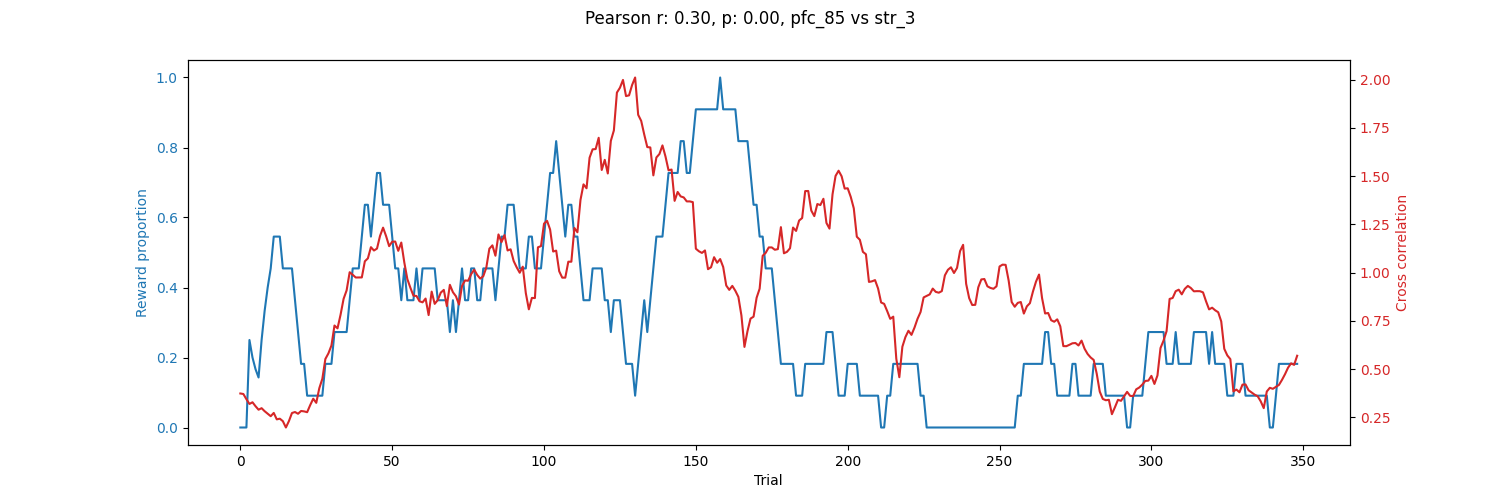 Pearson r: 0.30, p: 0.00, pfc_85 vs str_3
1.0
0.8
0.6
0.4
0.2
0.0
Reward proportion
2.00
1.75
1.50
1.25
1.00
0.75
0.50
0.25
Cross correlation
0 50 100 150 200 250 300 350
Trial